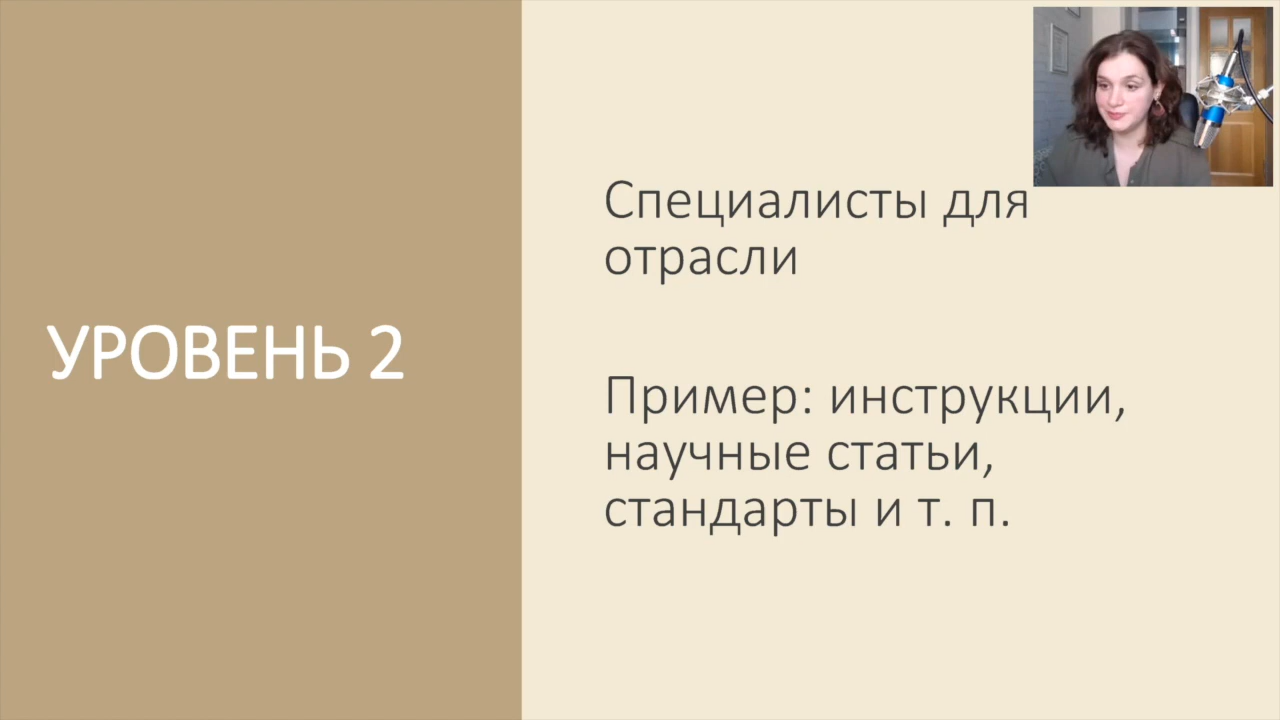 УРОВЕНЬ 2
Специалисты для
отрасли
Пример: инструкции,
научные статьи,
стандарты и т. п.